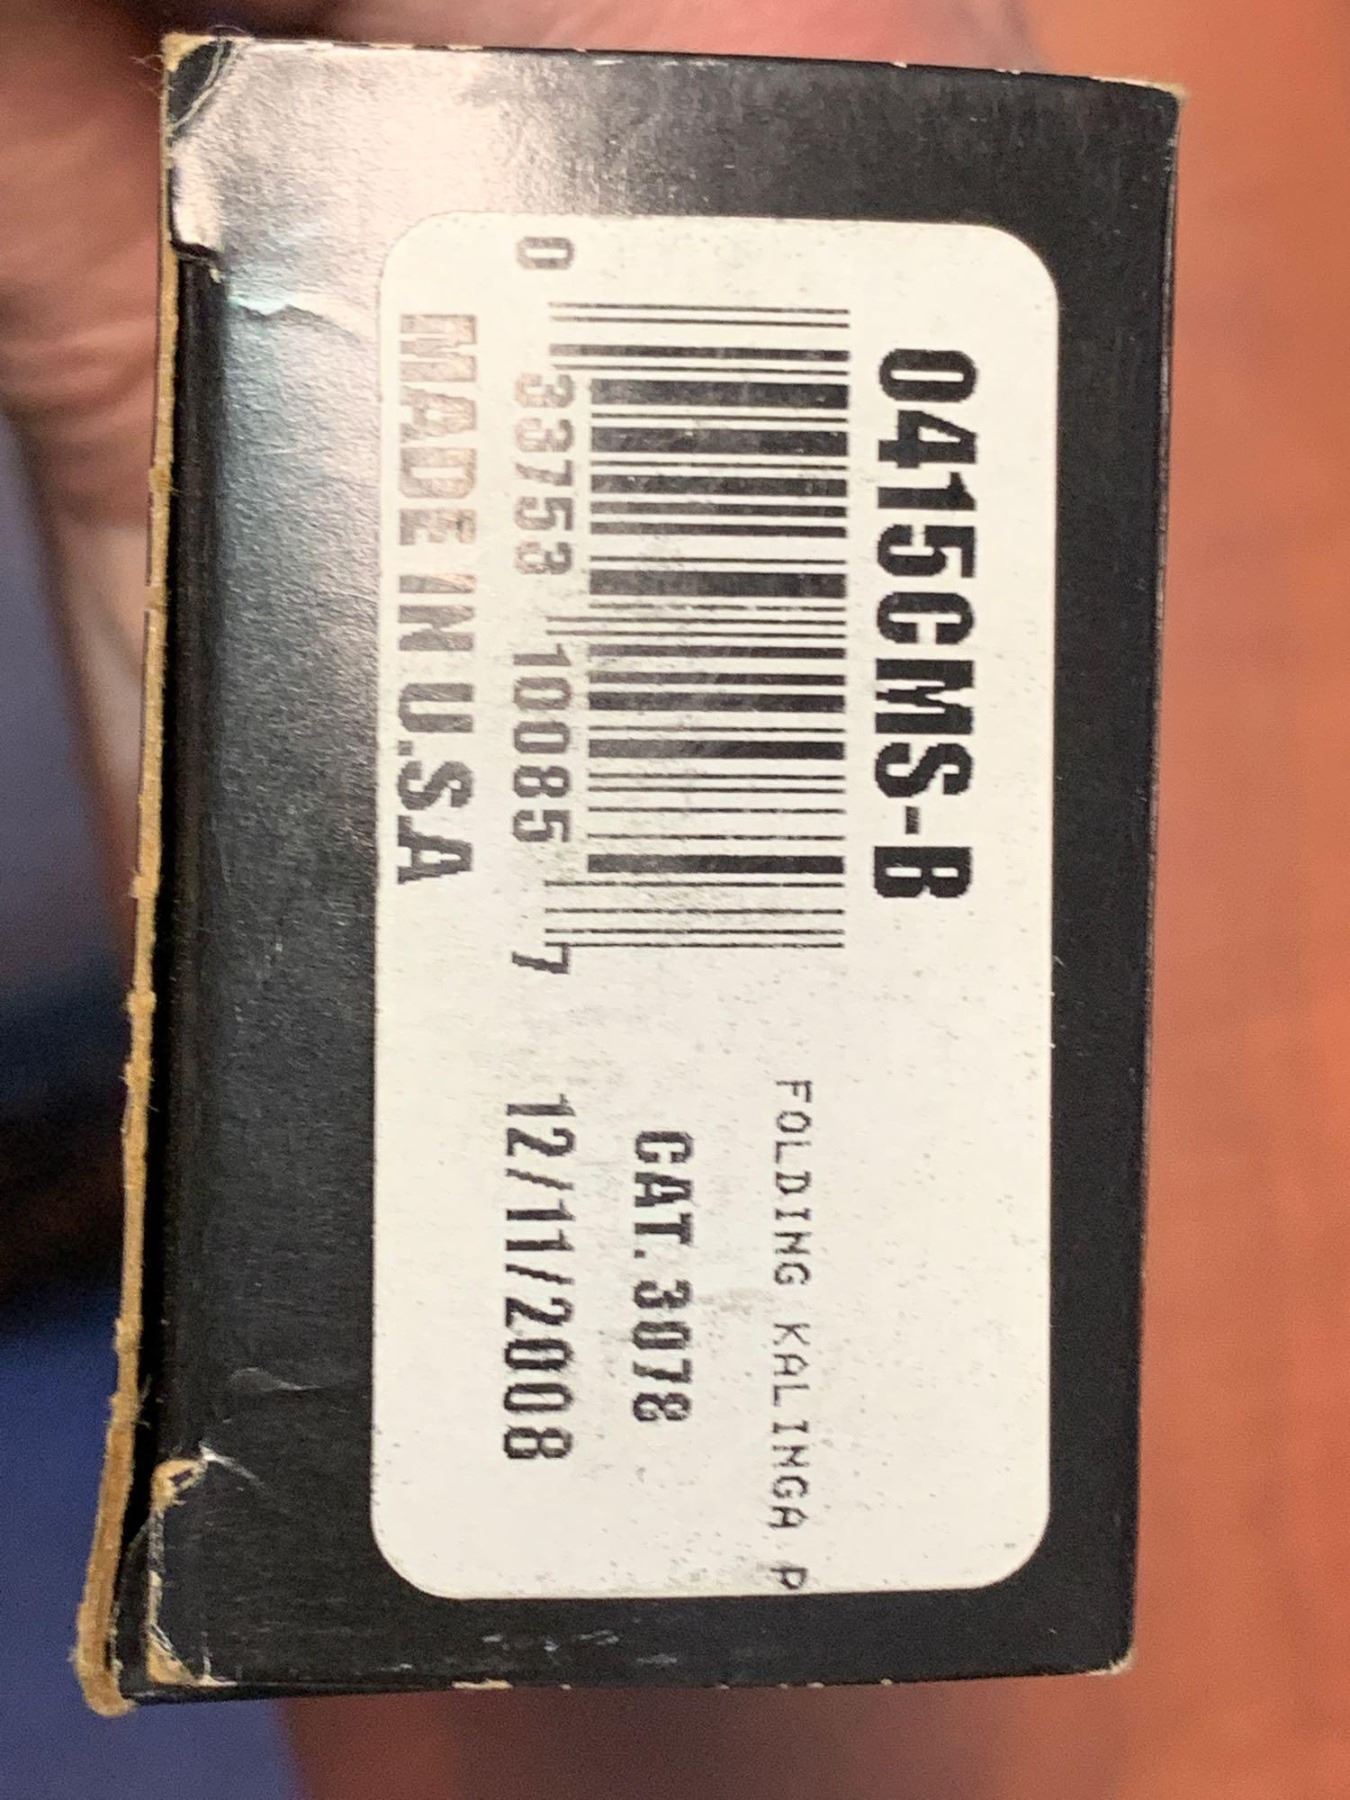 0415CMS-B
FOLDING KALINGA P
CAT. 3078
0 33753 10085 7
12/11/2008
MADE IN U.S.A